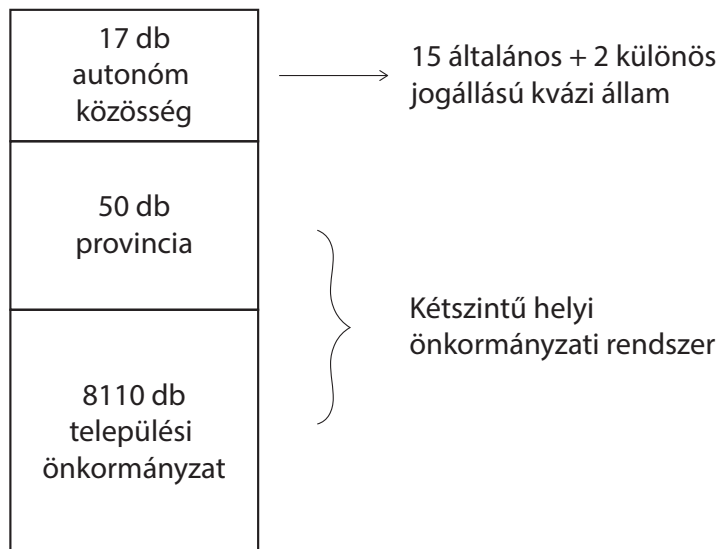 17 db
autonóm
közösség
15 általános + 2 különös
jogállású kvázi állam
50 db
provincia
Kétszintű helyi
önkormányzati rendszer
8110 db
települési
önkormányzat